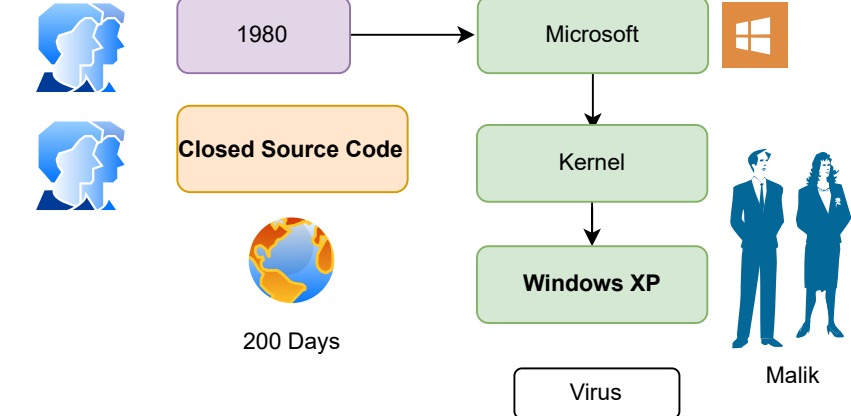 1980
Microsoft
Closed Source Code
Kernel
Windows XP
200 Days
Malik
Virus